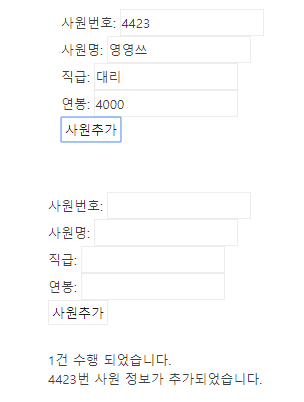 사원번호: 4423
사원명: 영영쓰
직급: 대리
연봉: 4000
사원추가
사원번호:
사원명:
직급:
연봉:
사원추가
1건 수행 되었습니다.
4423번 사원 정보가 추가되었습니다.